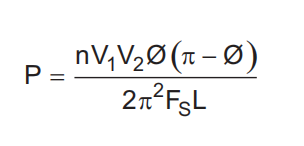 P = nV₁V₂Ø(π – Ø) / 2π²FₛL